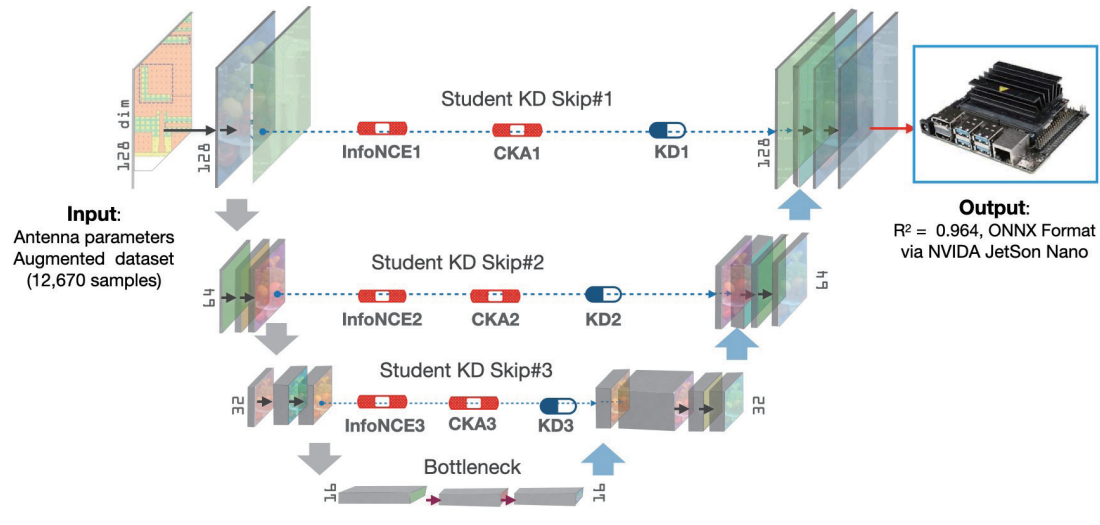 Student KD Skip#1
InfoNCE1
CKA1
KD1
128 dim
128
128
Input:
Antenna parameters
Augmented dataset
(12,670 samples)
Output:
R² = 0.964, ONNX Format
via NVIDA JetSon Nano
Student KD Skip#2
InfoNCE2
CKA2
KD2
64
64
Student KD Skip#3
InfoNCE3
CKA3
KD3
32
32
Bottleneck
16
16